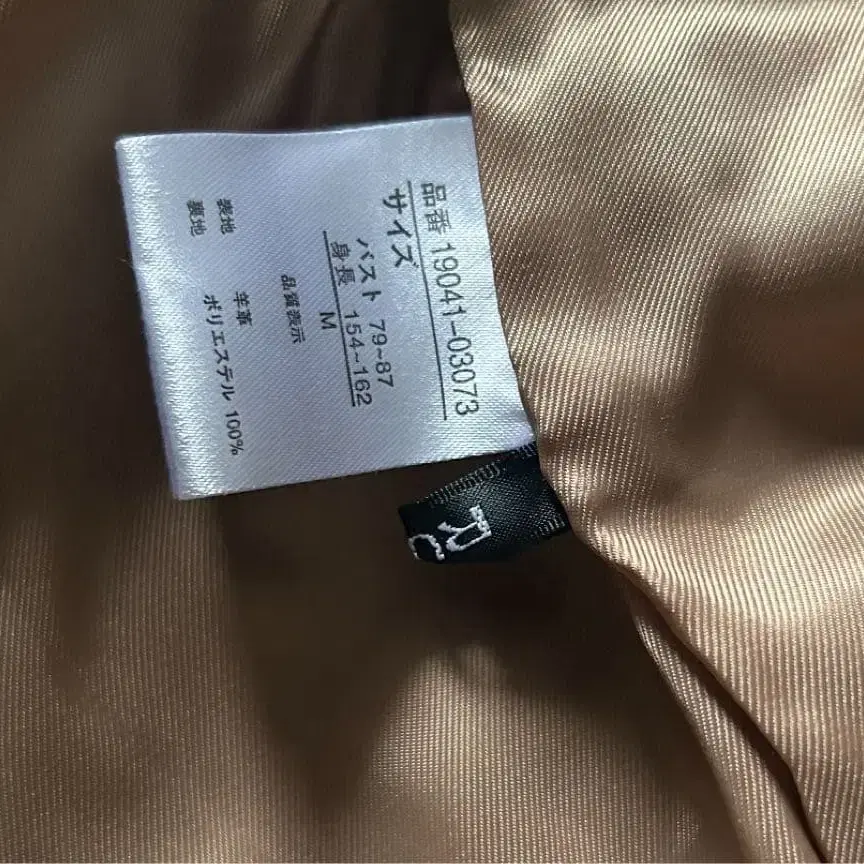 品番 19041-03073
サイズ
バスト 79~87
身長 154~162
M
品質表示
表地 羊革
裏地 ポリエステル 100%